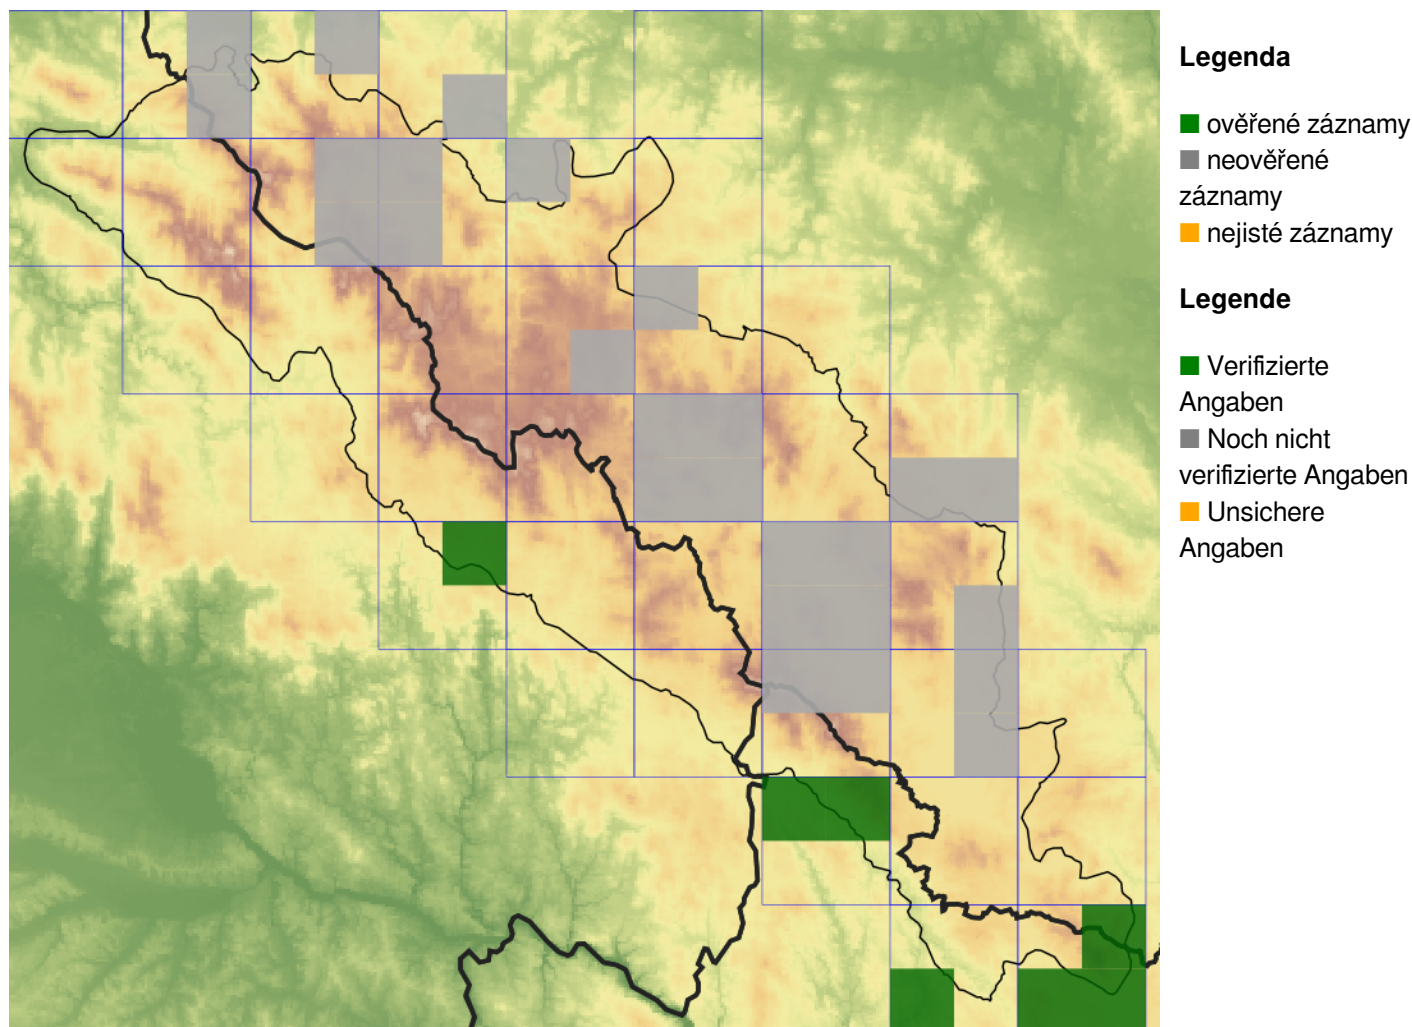 Legenda
ověřené záznamy
neověřené
záznamy
nejisté záznamy
Legende
Verifizierte
Angaben
Noch nicht
verifizierte Angaben
Unsichere
Angaben